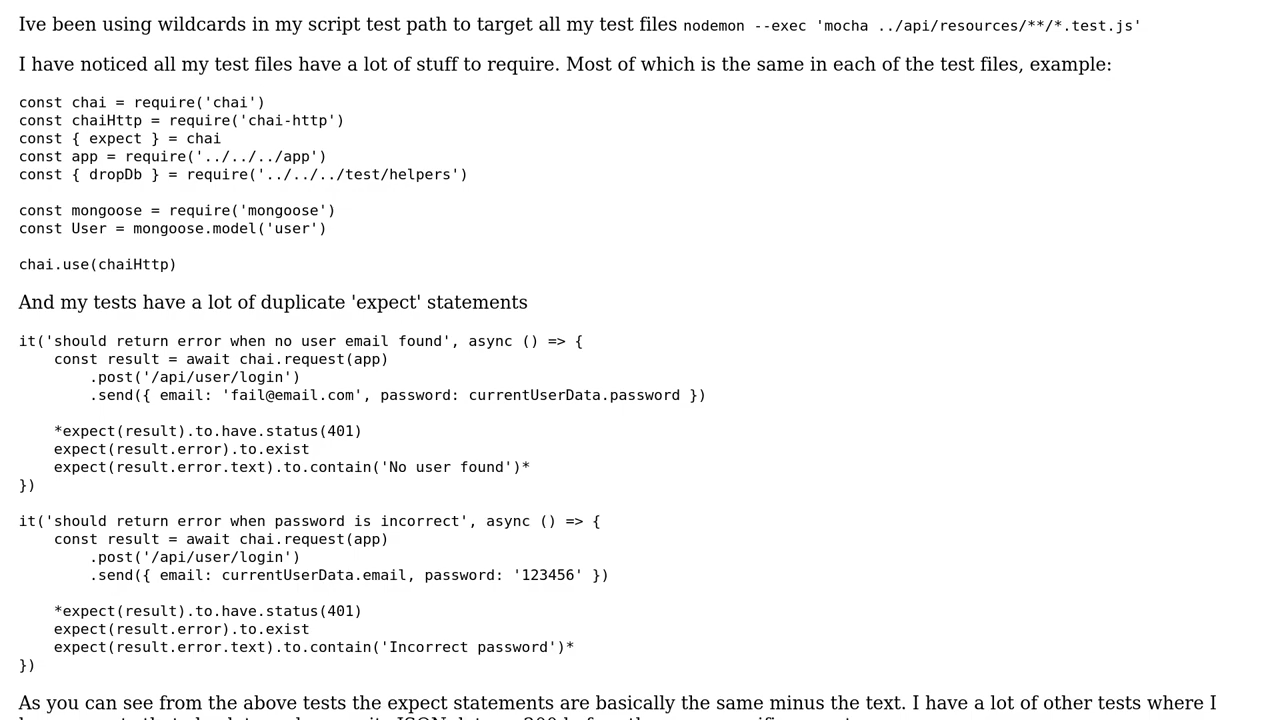 Ive been using wildcards in my script test path to target all my test files nodemon --exec 'mocha ../api/resources/**/*.test.js'
I have noticed all my test files have a lot of stuff to require. Most of which is the same in each of the test files, example:
const chai = require('chai')
const chaiHttp = require('chai-http')
const { expect } = chai
const app = require('../../../app')
const { dropDb } = require('../../../test/helpers')
const mongoose = require('mongoose')
const User = mongoose.model('user')
chai.use(chaiHttp)
And my tests have a lot of duplicate 'expect' statements
it('should return error when no user email found', async () => {
    const result = await chai.request(app)
        .post('/api/user/login')
        .send({ email: 'fail@email.com', password: currentUserData.password })
    *expect(result).to.have.status(401)
    expect(result.error).to.exist
    expect(result.error.text).to.contain('No user found')*
})
it('should return error when password is incorrect', async () => {
    const result = await chai.request(app)
        .post('/api/user/login')
        .send({ email: currentUserData.email, password: '123456' })
    *expect(result).to.have.status(401)
    expect(result.error).to.exist
    expect(result.error.text).to.contain('Incorrect password')*
})
As you can see from the above tests the expect statements are basically the same minus the text. I have a lot of other tests where I